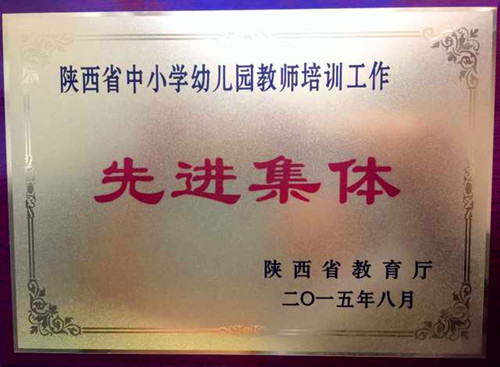 陕西省中小学幼儿园教师培训工作
先进集体
陕西省教育厅
二〇一五年八月